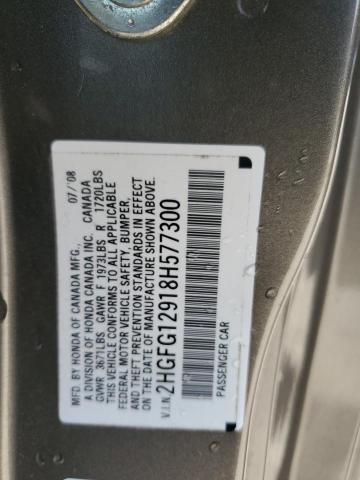 MFD. BY HONDA OF CANADA MFG., 07/'08
A DIVISION OF HONDA CANADA INC. CANADA
GVWR 3671LBS GAWR F 1973LBS R 1720LBS
THIS VEHICLE CONFORMS TO ALL APPLICABLE
FEDERAL MOTOR VEHICLE SAFETY, BUMPER,
AND THEFT PREVENTION STANDARDS IN EFFECT
ON THE DATE OF MANUFACTURE SHOWN ABOVE.
V.I.N. 2HGFG12918H577300
PASSENGER CAR